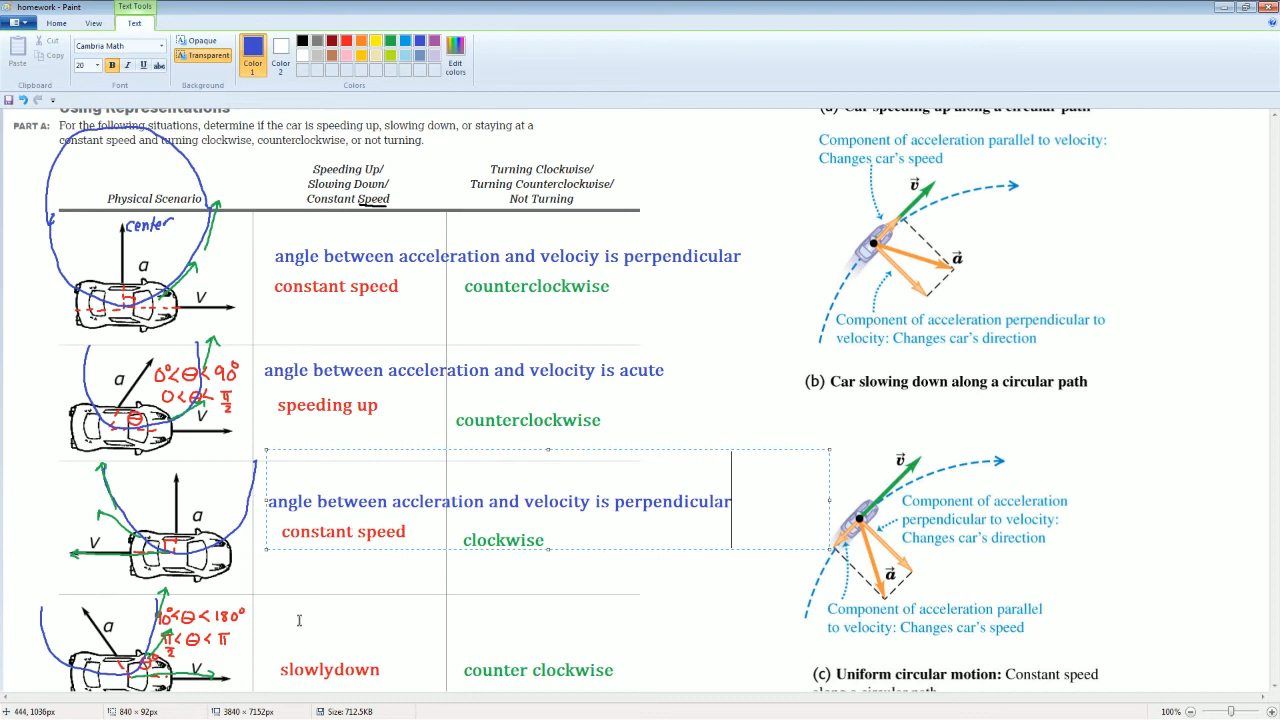 homework - Paint
Text Tools
Home
View
Text
Paste
Cut
Copy
Clipboard
Cambria Math
20
B I U abc
Font
Opaque
Transparent
Background
Color
1
Color
2
Edit
colors
Colors
Using Representations
PART A: For the following situations, determine if the car is speeding up, slowing down, or staying at a
constant speed and turning clockwise, counterclockwise, or not turning.
Physical Scenario
Speeding Up/
Slowing Down/
Constant Speed
Turning Clockwise/
Turning Counterclockwise/
Not Turning
center
a
V
angle between acceleration and velociy is perpendicular
constant speed
counterclockwise
a
0°<θ<90°
0<θ<π/2
θ
V
angle between acceleration and velocity is acute
speeding up
counterclockwise
a
V
angle between accleration and velocity is perpendicular
constant speed
clockwise
a
90°<θ<180°
π/2<θ<π
θ
V
slowlydown
counter clockwise
(a) Car speeding up along a circular path
Component of acceleration parallel to velocity:
Changes car's speed
v
a
Component of acceleration perpendicular to
velocity: Changes car's direction
(b) Car slowing down along a circular path
v
Component of acceleration
perpendicular to velocity:
Changes car's direction
a
Component of acceleration parallel
to velocity: Changes car's speed
(c) Uniform circular motion: Constant speed
along a circular path
444, 1036px
840 × 92px
3840 × 7152px
Size: 712.5KB
100%